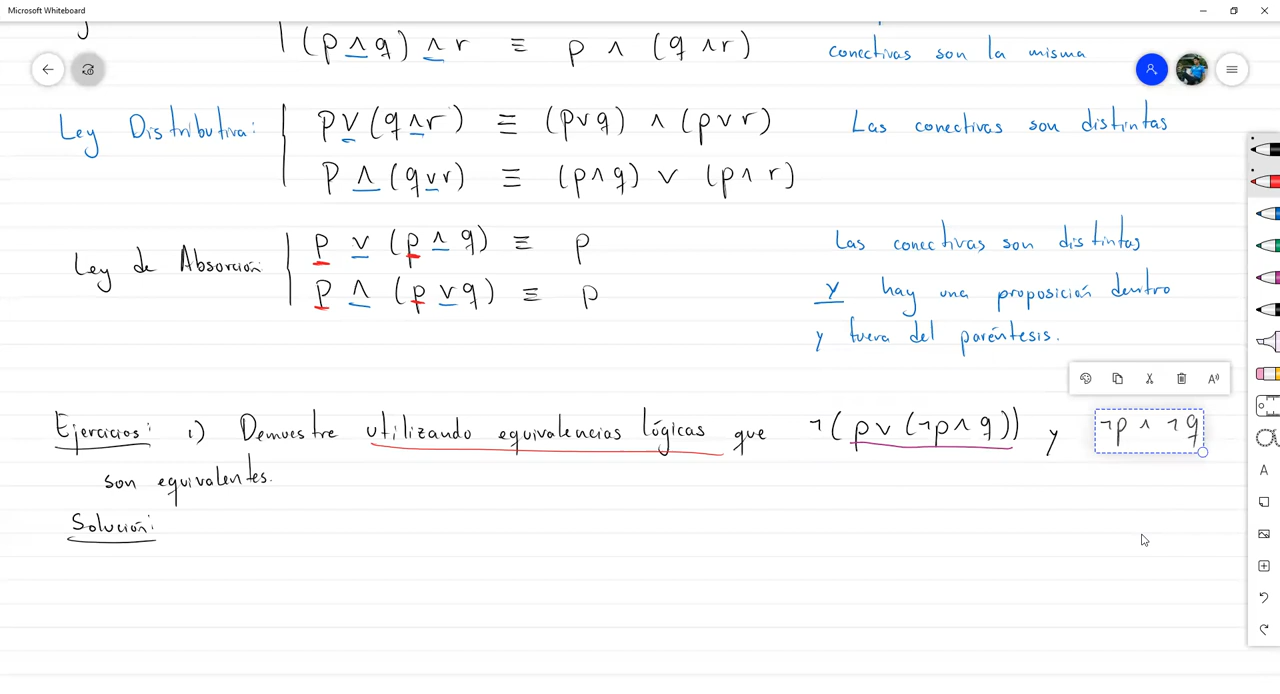 Microsoft Whiteboard
(p ∧ q) ∧ r ≡ p ∧ (q ∧ r)
conectivas son la misma
Ley Distributiva: p ∨ (q ∧ r) ≡ (p ∨ q) ∧ (p ∨ r) Las conectivas son distintas
p ∧ (q ∨ r) ≡ (p ∧ q) ∨ (p ∧ r)
Ley de Absorción p ∨ (p ∧ q) ≡ p Las conectivas son distintas
p ∧ (p ∨ q) ≡ p y hay una proposición dentro
y fuera del paréntesis.
Ejercicios: 1) Demuestre utilizando equivalencias lógicas que ¬(p ∨ (¬p ∧ q)) y ¬p ∧ ¬q
son equivalentes.
Solución: